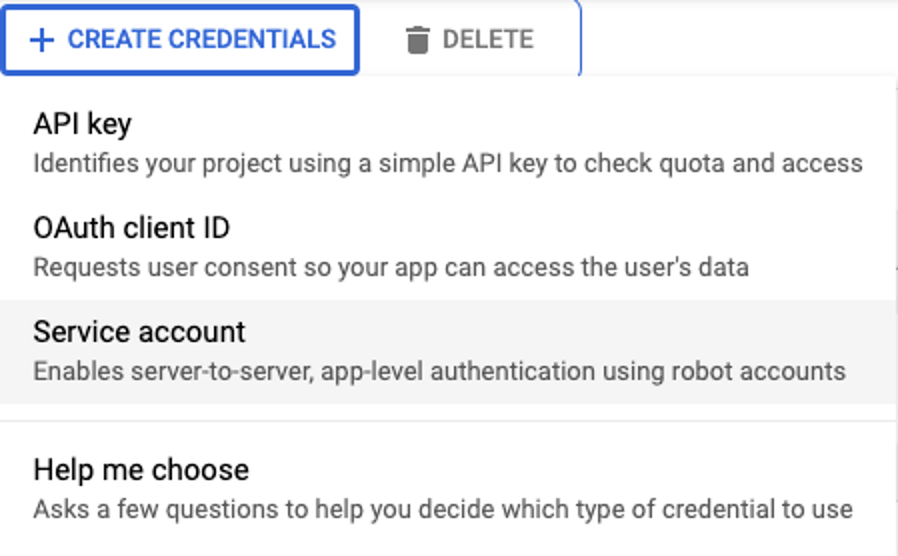 + CREATE CREDENTIALS DELETE
API key
Identifies your project using a simple API key to check quota and access
OAuth client ID
Requests user consent so your app can access the user's data
Service account
Enables server-to-server, app-level authentication using robot accounts
Help me choose
Asks a few questions to help you decide which type of credential to use